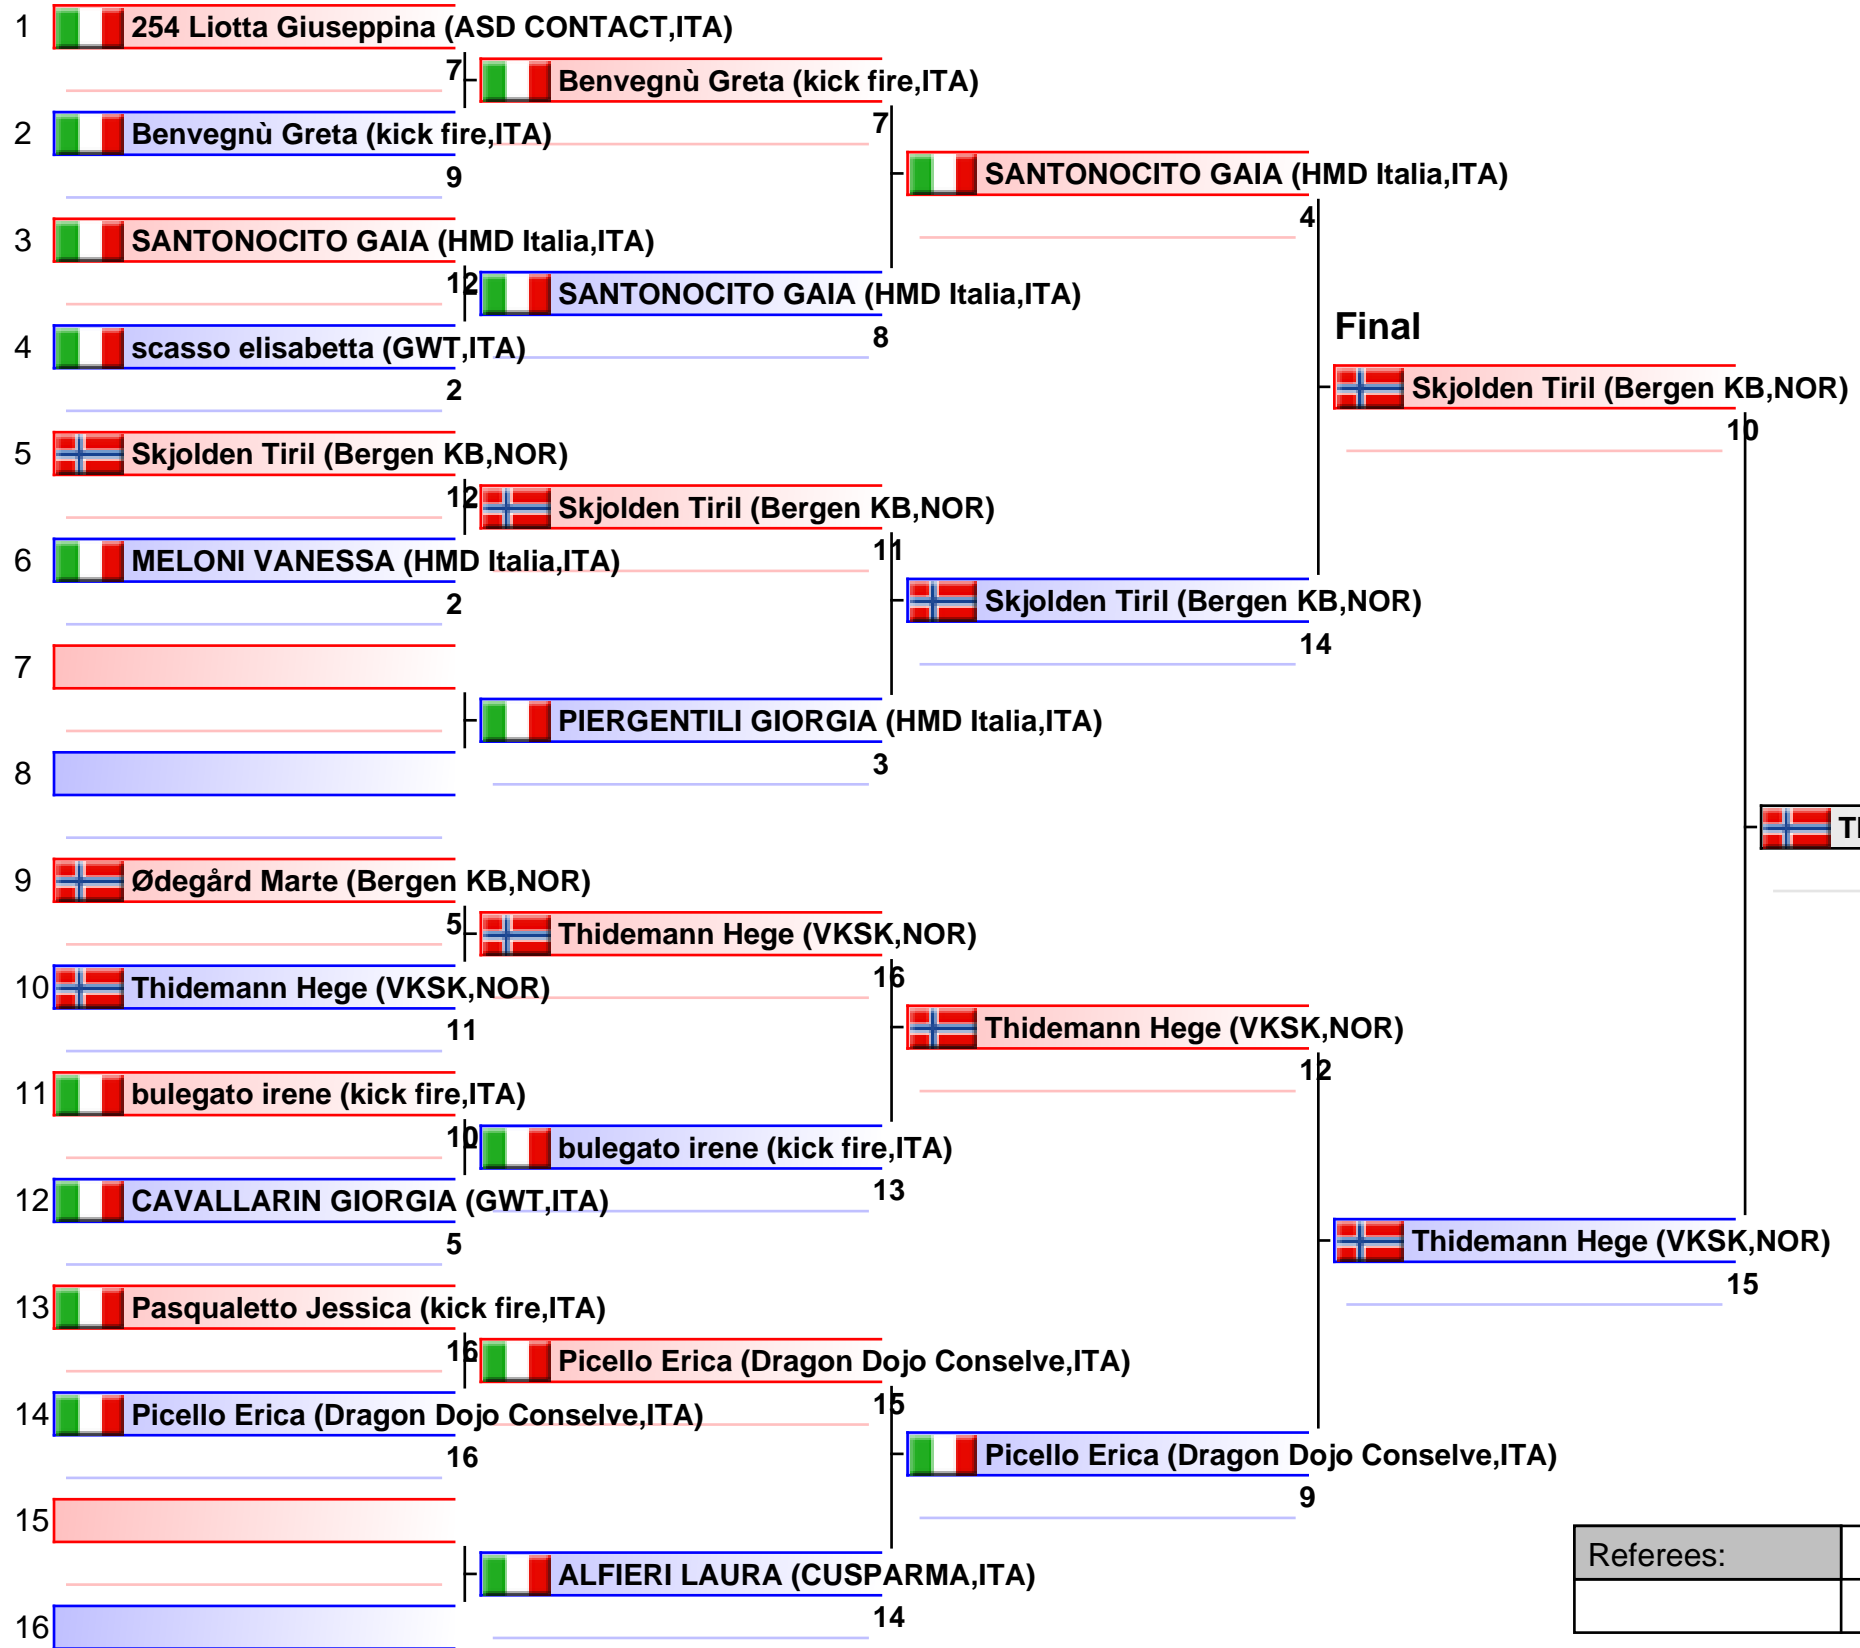 1 254 Liotta Giuseppina (ASD CONTACT,ITA)
7 Benvegnù Greta (kick fire,ITA)
2 Benvegnù Greta (kick fire,ITA)
7
9
SANTONOCITO GAIA (HMD Italia,ITA)
4
3 SANTONOCITO GAIA (HMD Italia,ITA)
12 SANTONOCITO GAIA (HMD Italia,ITA)
8
4 scasso elisabetta (GWT,ITA)
2
Final
Skjolden Tiril (Bergen KB,NOR)
10
5 Skjolden Tiril (Bergen KB,NOR)
12 Skjolden Tiril (Bergen KB,NOR)
11
6 MELONI VANESSA (HMD Italia,ITA)
2
Skjolden Tiril (Bergen KB,NOR)
14
7
PIERGENTILI GIORGIA (HMD Italia,ITA)
3
8
9 Ødegård Marte (Bergen KB,NOR)
5 Thidemann Hege (VKSK,NOR)
16
10 Thidemann Hege (VKSK,NOR)
11
Thidemann Hege (VKSK,NOR)
12
11 bulegato irene (kick fire,ITA)
10 bulegato irene (kick fire,ITA)
13
12 CAVALLARIN GIORGIA (GWT,ITA)
5
Thidemann Hege (VKSK,NOR)
15
13 Pasqualetto Jessica (kick fire,ITA)
16 Picello Erica (Dragon Dojo Conselve,ITA)
15
14 Picello Erica (Dragon Dojo Conselve,ITA)
16
Picello Erica (Dragon Dojo Conselve,ITA)
9
15
ALFIERI LAURA (CUSPARMA,ITA)
14
16
Referees: